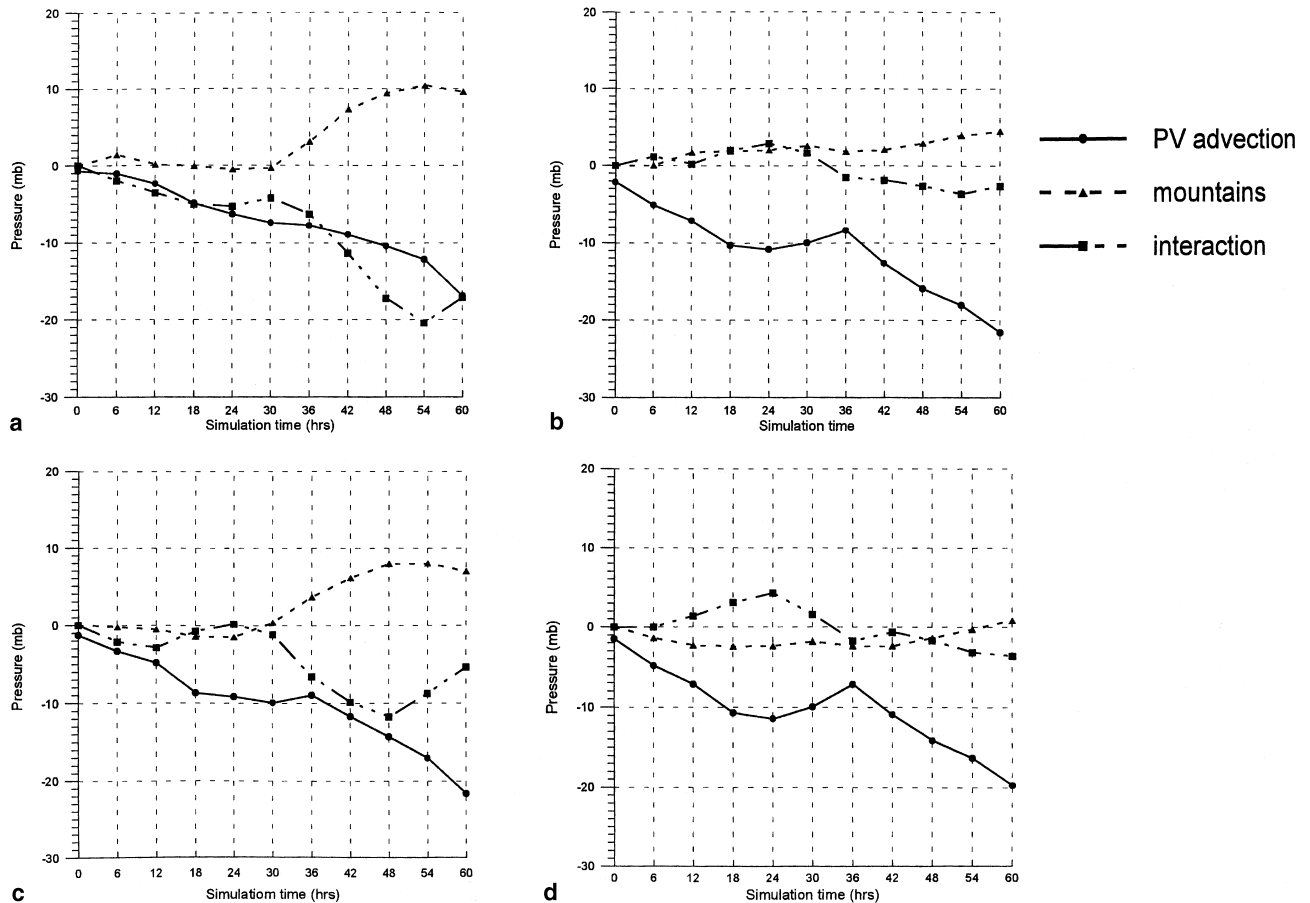 20
10
0
-10
-20
-30
Pressure (mb)
0 6 12 18 24 30 36 42 48 54 60
Simulation time (hrs)
a
20
10
0
-10
-20
-30
Pressure (mb)
0 6 12 18 24 30 36 42 48 54 60
Simulation time
b
PV advection
mountains
interaction
20
10
0
-10
-20
-30
Pressure (mb)
0 6 12 18 24 30 36 42 48 54 60
Simulatiom time (hrs)
c
20
10
0
-10
-20
-30
Pressure (mb)
0 6 12 18 24 30 36 42 48 54 60
Simulation time (hrs)
d